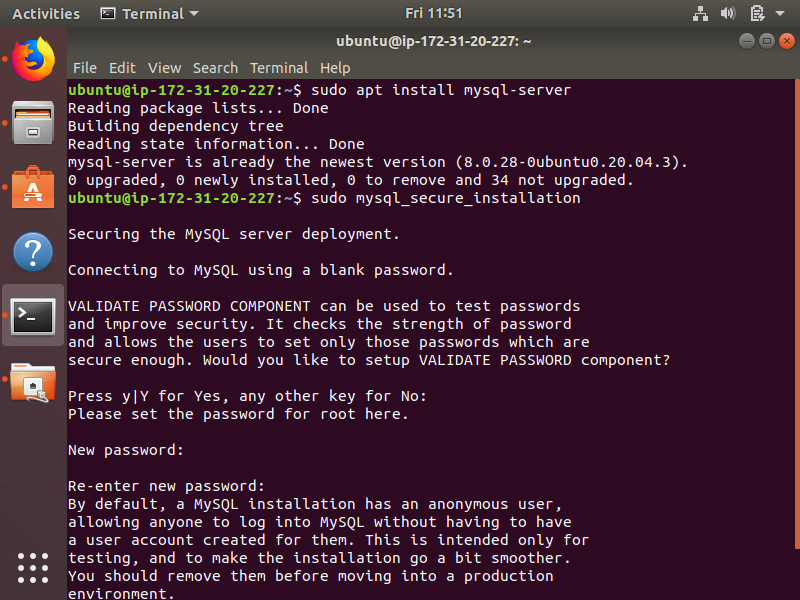 Activities
Terminal
Fri 11:51
ubuntu@ip-172-31-20-227: ~
File Edit View Search Terminal Help
ubuntu@ip-172-31-20-227:~$ sudo apt install mysql-server
Reading package lists... Done
Building dependency tree
Reading state information... Done
mysql-server is already the newest version (8.0.28-0ubuntu0.20.04.3).
0 upgraded, 0 newly installed, 0 to remove and 34 not upgraded.
ubuntu@ip-172-31-20-227:~$ sudo mysql_secure_installation
Securing the MySQL server deployment.
Connecting to MySQL using a blank password.
VALIDATE PASSWORD COMPONENT can be used to test passwords
and improve security. It checks the strength of password
and allows the users to set only those passwords which are
secure enough. Would you like to setup VALIDATE PASSWORD component?
Press y|Y for Yes, any other key for No:
Please set the password for root here.
New password:
Re-enter new password:
By default, a MySQL installation has an anonymous user,
allowing anyone to log into MySQL without having to have
a user account created for them. This is intended only for
testing, and to make the installation go a bit smoother.
You should remove them before moving into a production
environment.